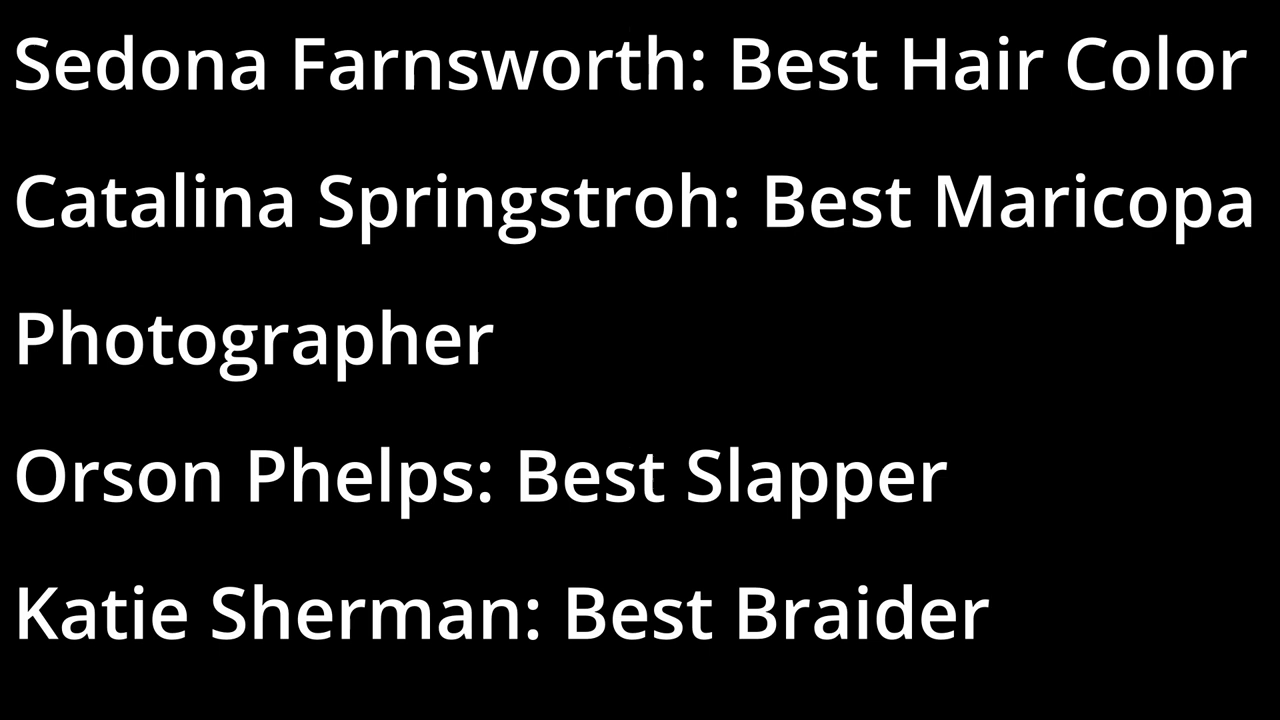 Sedona Farnsworth: Best Hair Color
Catalina Springstroh: Best Maricopa
Photographer
Orson Phelps: Best Slapper
Katie Sherman: Best Braider